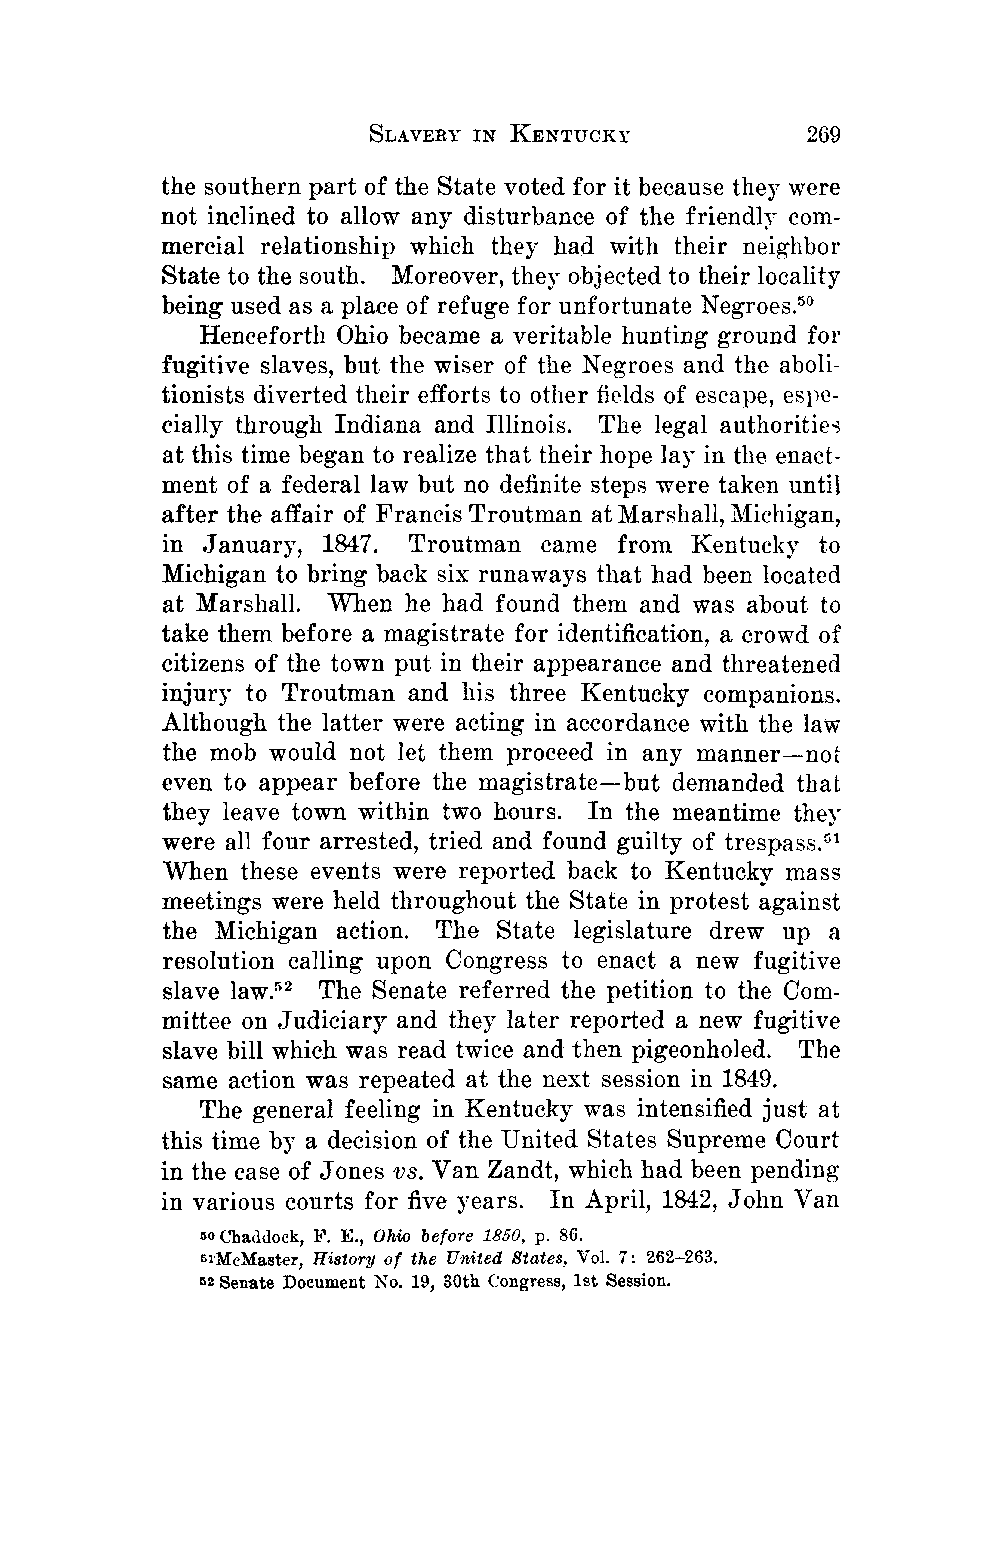 SLAVERY IN KENTUCKY 269
the southern part of the State voted for it because they were
not inclined to allow any disturbance of the friendly com-
mercial relationship which they had with their neighbor
State to the south. Moreover, they objected to their locality
being used as a place of refuge for unfortunate Negroes.⁵⁰
Henceforth Ohio became a veritable hunting ground for
fugitive slaves, but the wiser of the Negroes and the aboli-
tionists diverted their efforts to other fields of escape, espe-
cially through Indiana and Illinois. The legal authorities
at this time began to realize that their hope lay in the enact-
ment of a federal law but no definite steps were taken until
after the affair of Francis Troutman at Marshall, Michigan,
in January, 1847. Troutman came from Kentucky to
Michigan to bring back six runaways that had been located
at Marshall. When he had found them and was about to
take them before a magistrate for identification, a crowd of
citizens of the town put in their appearance and threatened
injury to Troutman and his three Kentucky companions.
Although the latter were acting in accordance with the law
the mob would not let them proceed in any manner—not
even to appear before the magistrate—but demanded that
they leave town within two hours. In the meantime they
were all four arrested, tried and found guilty of trespass.⁵¹
When these events were reported back to Kentucky mass
meetings were held throughout the State in protest against
the Michigan action. The State legislature drew up a
resolution calling upon Congress to enact a new fugitive
slave law.⁵² The Senate referred the petition to the Com-
mittee on Judiciary and they later reported a new fugitive
slave bill which was read twice and then pigeonholed. The
same action was repeated at the next session in 1849.
The general feeling in Kentucky was intensified just at
this time by a decision of the United States Supreme Court
in the case of Jones vs. Van Zandt, which had been pending
in various courts for five years. In April, 1842, John Van
⁵⁰ Chaddock, F. E., Ohio before 1850, p. 86.
⁵¹ McMaster, History of the United States, Vol. 7: 262–263.
⁵² Senate Document No. 19, 30th Congress, 1st Session.